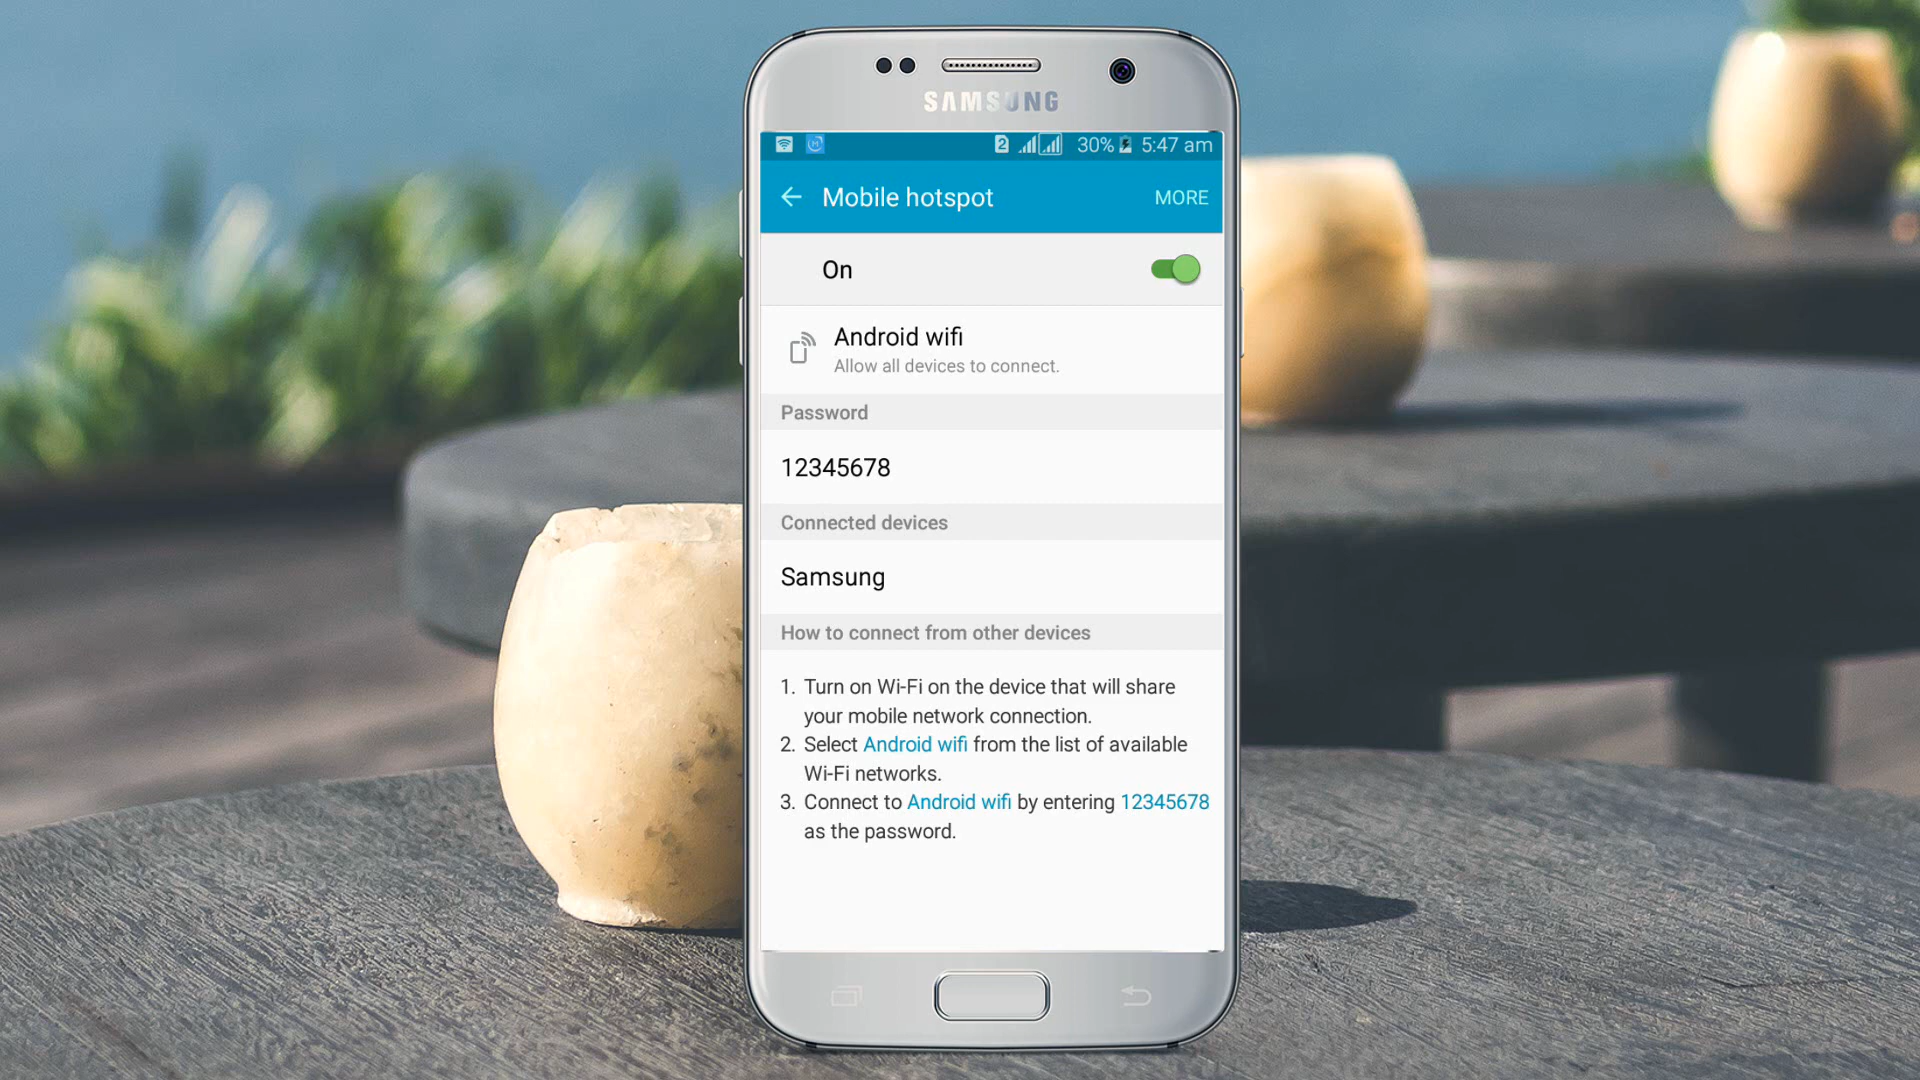 SAMSUNG
2 30% 5:47 am
Mobile hotspot MORE
On
Android wifi
Allow all devices to connect.
Password
12345678
Connected devices
Samsung
How to connect from other devices
1. Turn on Wi-Fi on the device that will share
your mobile network connection.
2. Select Android wifi from the list of available
Wi-Fi networks.
3. Connect to Android wifi by entering 12345678
as the password.